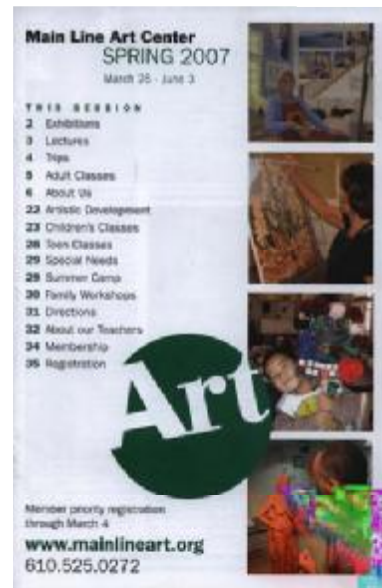 Main Line Art Center
SPRING 2007
March 26 - June 3
THIS SESSION
2 Exhibitions
3 Lectures
4 Trips
5 Adult Classes
6 About Us
22 Artistic Development
23 Children's Classes
28 Teen Classes
29 Special Needs
29 Summer Camp
30 Family Workshops
31 Directions
32 About our Teachers
34 Membership
35 Registration
Art
Member priority registration
through March 4
www.mainlineart.org
610.525.0272